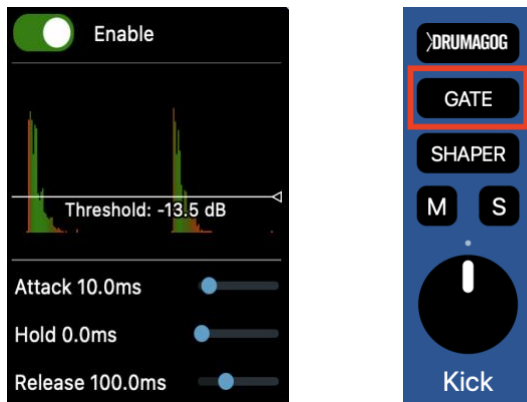 Enable
Threshold: -13.5 dB
Attack 10.0ms
Hold 0.0ms
Release 100.0ms
DRUMAGOG
GATE
SHAPER
M S
Kick